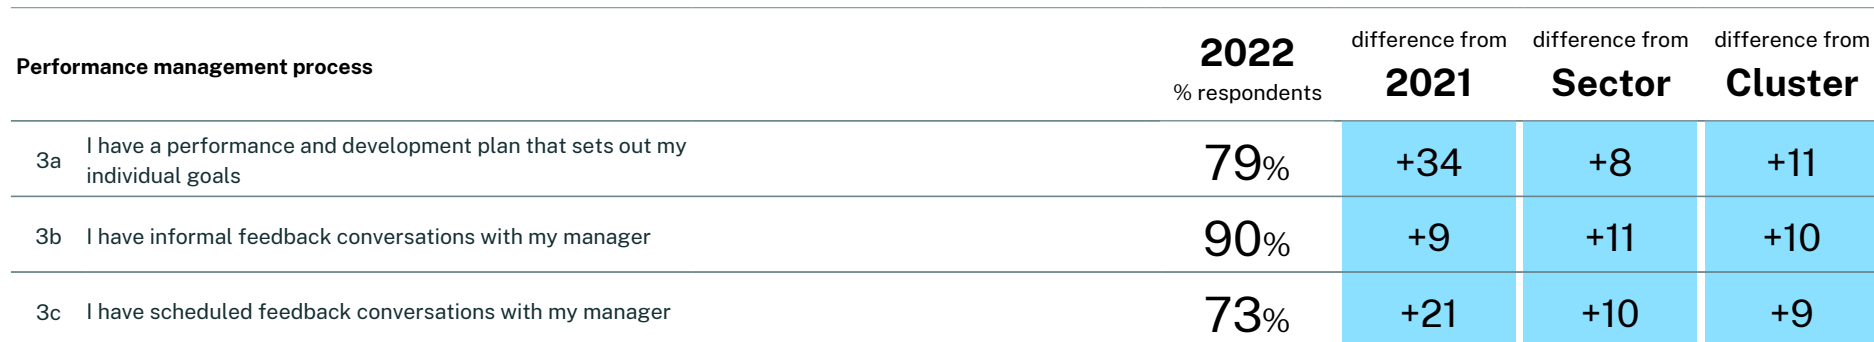 Performance management process
2022
% respondents
difference from
2021
difference from
Sector
difference from
Cluster
3a
I have a performance and development plan that sets out my
individual goals
79%
+34
+8
+11
3b
I have informal feedback conversations with my manager
90%
+9
+11
+10
3c
I have scheduled feedback conversations with my manager
73%
+21
+10
+9